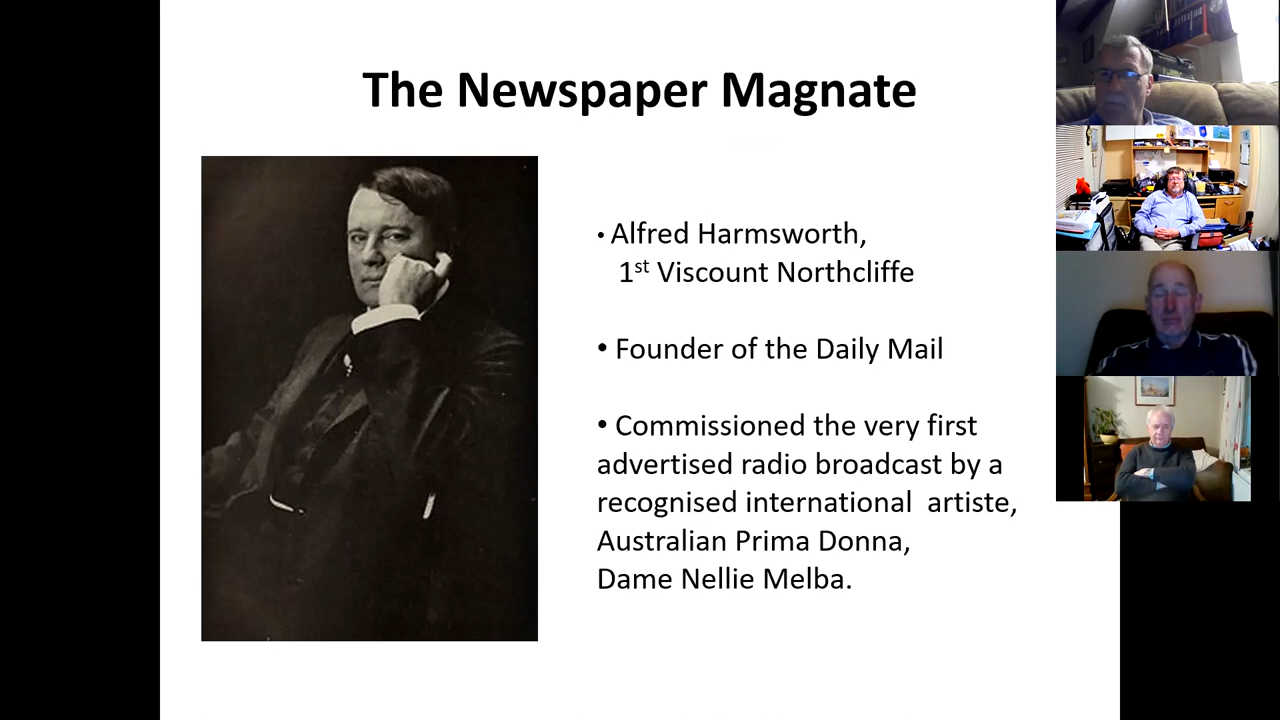 The Newspaper Magnate
• Alfred Harmsworth,
1st Viscount Northcliffe
• Founder of the Daily Mail
• Commissioned the very first
advertised radio broadcast by a
recognised international artiste,
Australian Prima Donna,
Dame Nellie Melba.